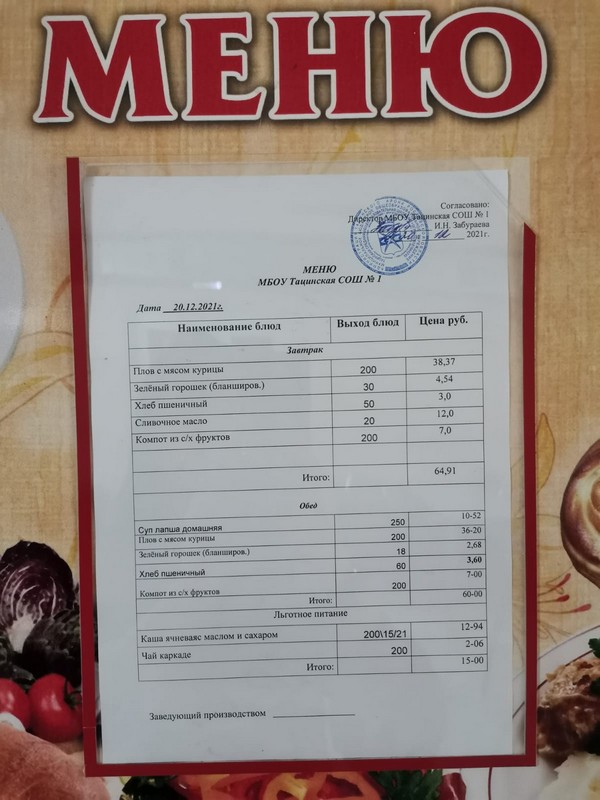 МЕНЮ
Согласовано:
Директор МБОУ Тацинская СОШ № 1
И.Н. Забураева
2021г.
МЕНЮ
МБОУ Тацинская СОШ № 1
Дата 20.12.2021г.
Наименование блюд Выход блюд Цена руб.
Завтрак
Плов с мясом курицы 200 38,37
Зелёный горошек (бланширов.) 30 4,54
Хлеб пшеничный 50 3,0
Сливочное масло 20 12,0
Компот из с/х фруктов 200 7,0
Итого: 64,91
Обед
Суп лапша домашняя 250 10-52
Плов с мясом курицы 200 36-20
Зелёный горошек (бланширов.) 18 2,68
Хлеб пшеничный 60 3,60
Компот из с/х фруктов 200 7-00
Итого: 60-00
Льготное питание
Каша ячневаяс маслом и сахаром 200\15/21 12-94
Чай каркаде 200 2-06
Итого: 15-00
Заведующий производством